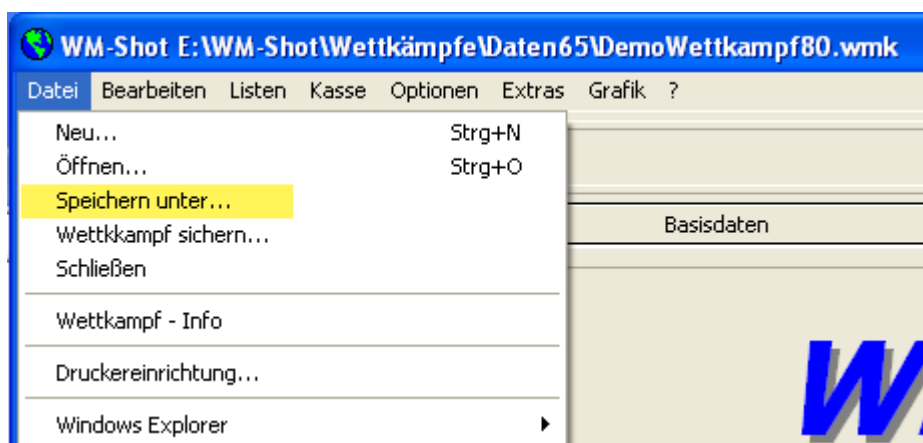 WM-Shot E:\WM-Shot\Wettkämpfe\Daten65\DemoWettkampf80.wmk
Datei Bearbeiten Listen Kasse Optionen Extras Grafik ?
Neu... Strg+N
Öffnen... Strg+O
Speichern unter...
Wettkkampf sichern...
Basisdaten
Schließen
Wettkampf - Info
Druckereinrichtung...
Windows Explorer